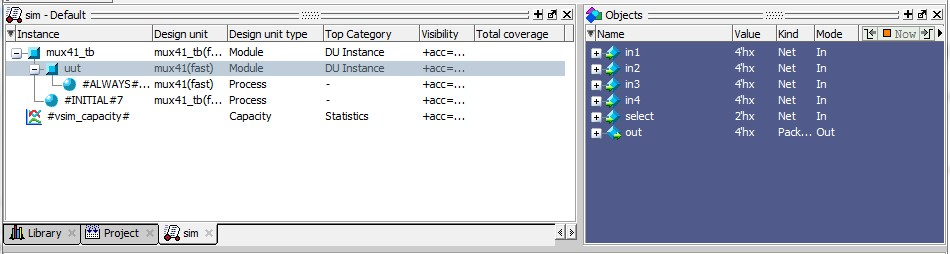 sim - Default
Instance Design unit Design unit type Top Category Visibility Total coverage
mux41_tb mux41_tb(f... Module DU Instance +acc=...
uut mux41(fast) Module DU Instance +acc=...
#ALWAYS#... mux41(fast) Process - +acc=...
#INITIAL#7 mux41_tb(f... Process - +acc=...
#vsim_capacity# Capacity Statistics +acc=...
Library Project sim
Objects
Name Value Kind Mode Now
in1 4'hx Net In
in2 4'hx Net In
in3 4'hx Net In
in4 4'hx Net In
select 2'hx Net In
out 4'hx Pack... Out